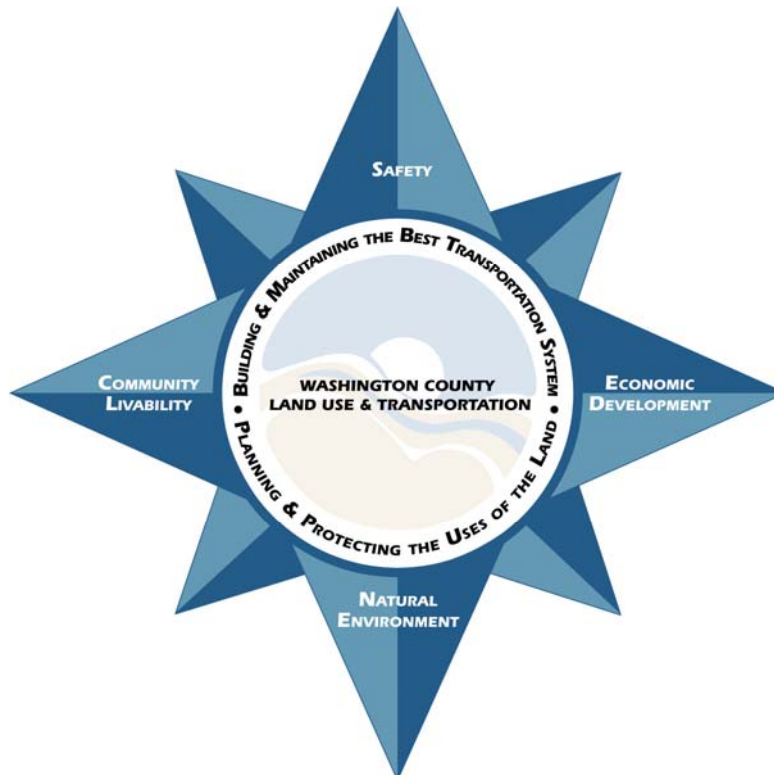 SAFETY
• BUILDING & MAINTAINING THE BEST TRANSPORTATION SYSTEM •
COMMUNITY
LIVABILITY
WASHINGTON COUNTY
LAND USE & TRANSPORTATION
ECONOMIC
DEVELOPMENT
PLANNING & PROTECTING THE USES OF THE LAND
NATURAL
ENVIRONMENT